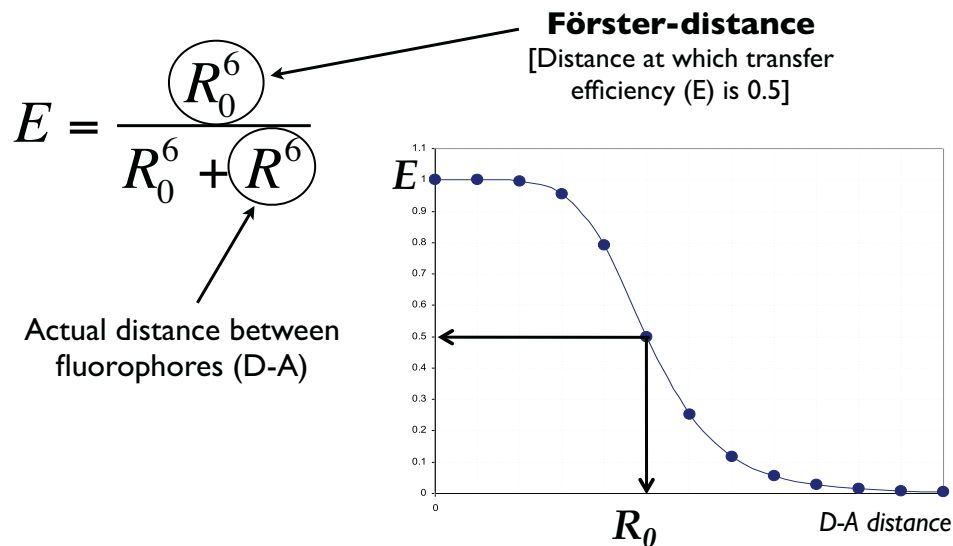 Förster-distance
[Distance at which transfer
efficiency (E) is 0.5]
E = R₀⁶ / (R₀⁶ + R⁶)
Actual distance between
fluorophores (D-A)
E
1.1
1
0.9
0.8
0.7
0.6
0.5
0.4
0.3
0.2
0.1
0
0
R₀
D-A distance